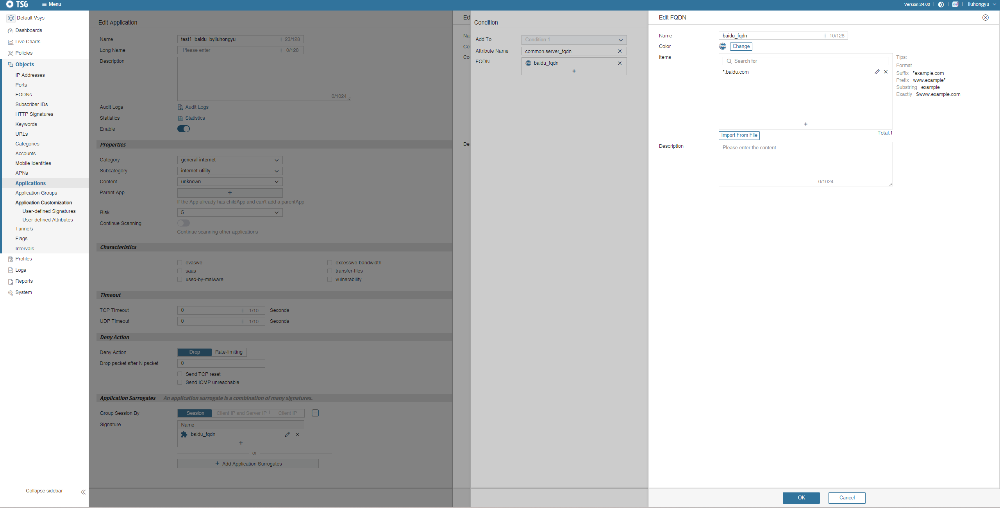 TSG
Menu
Version 24.02
EN
liuhongyu
Default Vsys
Dashboards
Live Charts
Policies
Objects
IP Addresses
Ports
FQDNs
Subscriber IDs
HTTP Signatures
Keywords
URLs
Categories
Accounts
Mobile Identities
APNs
Applications
Application Groups
Application Customization
User-defined Signatures
User-defined Attributes
Tunnels
Flags
Intervals
Profiles
Logs
Reports
System
Collapse sidebar
Edit Application
Name test1_baidu_byliuhongyu 23/128
Long Name Please enter 0/128
Description
0/1024
Audit Logs Audit Logs
Statistics Statistics
Enable
Properties
Category general-internet
Subcategory internet-utility
Content unknown
Parent App +
If the App already has childApp and can't add a parentApp
Risk 5
Continue Scanning
Continue scanning other applications
Characteristics
evasive excessive-bandwidth
saas transfer-files
used-by-malware vulnerability
Timeout
TCP Timeout 0 1/10 Seconds
UDP Timeout 0 1/10 Seconds
Deny Action
Deny Action Drop Rate-limiting
Drop packet after N packet 0
Send TCP reset
Send ICMP unreachable
Application Surrogates An application surrogate is a combination of many signatures.
Group Session By Session Client IP and Server IP Client IP
Signature Name
baidu_fqdn
+
or
+ Add Application Surrogates
Ed
Nar
Col
Cor
Des
Condition
Add To Condition 1
Attribute Name common.server_fqdn
FQDN baidu_fqdn
+
Edit FQDN
Name baidu_fqdn 10/128
Color Change
Items Search for
*.baidu.com
+
Total:1
Import From File
Tips:
Format
Suffix *example.com
Prefix www.example*
Substring example
Exactly $www.example.com
Description Please enter the content
0/1024
OK Cancel